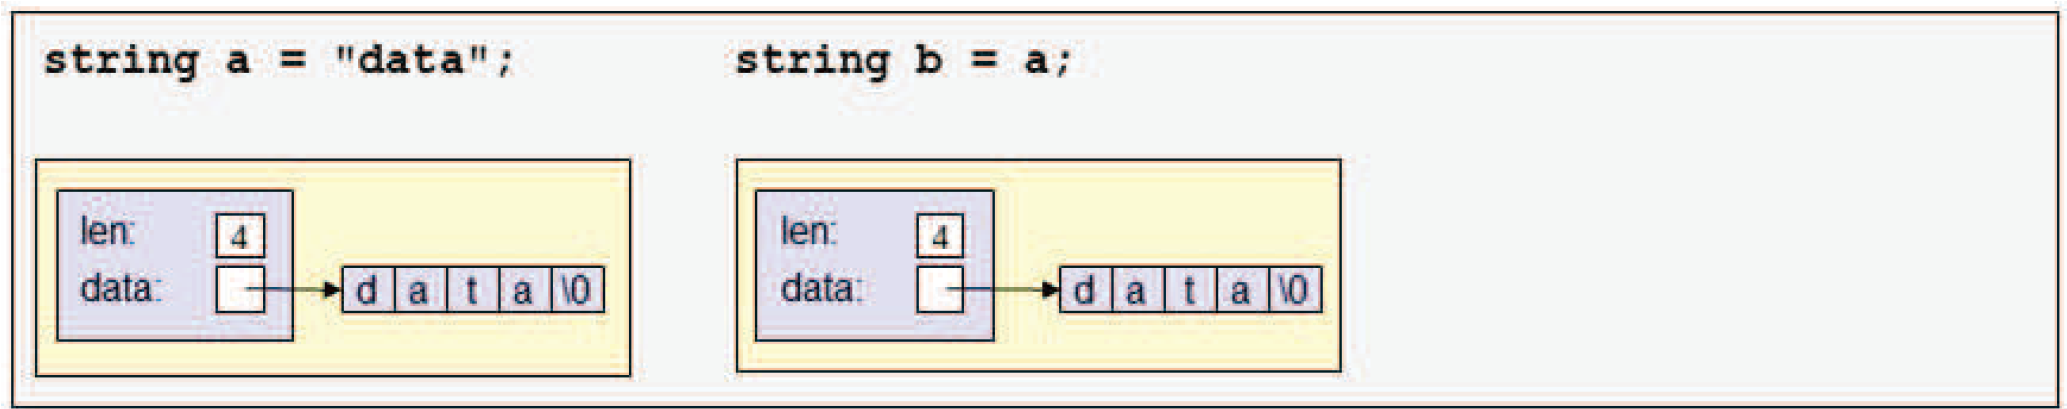 string a = "data"; string b = a;
len: 4 len: 4
data: d a t a \0 data: d a t a \0